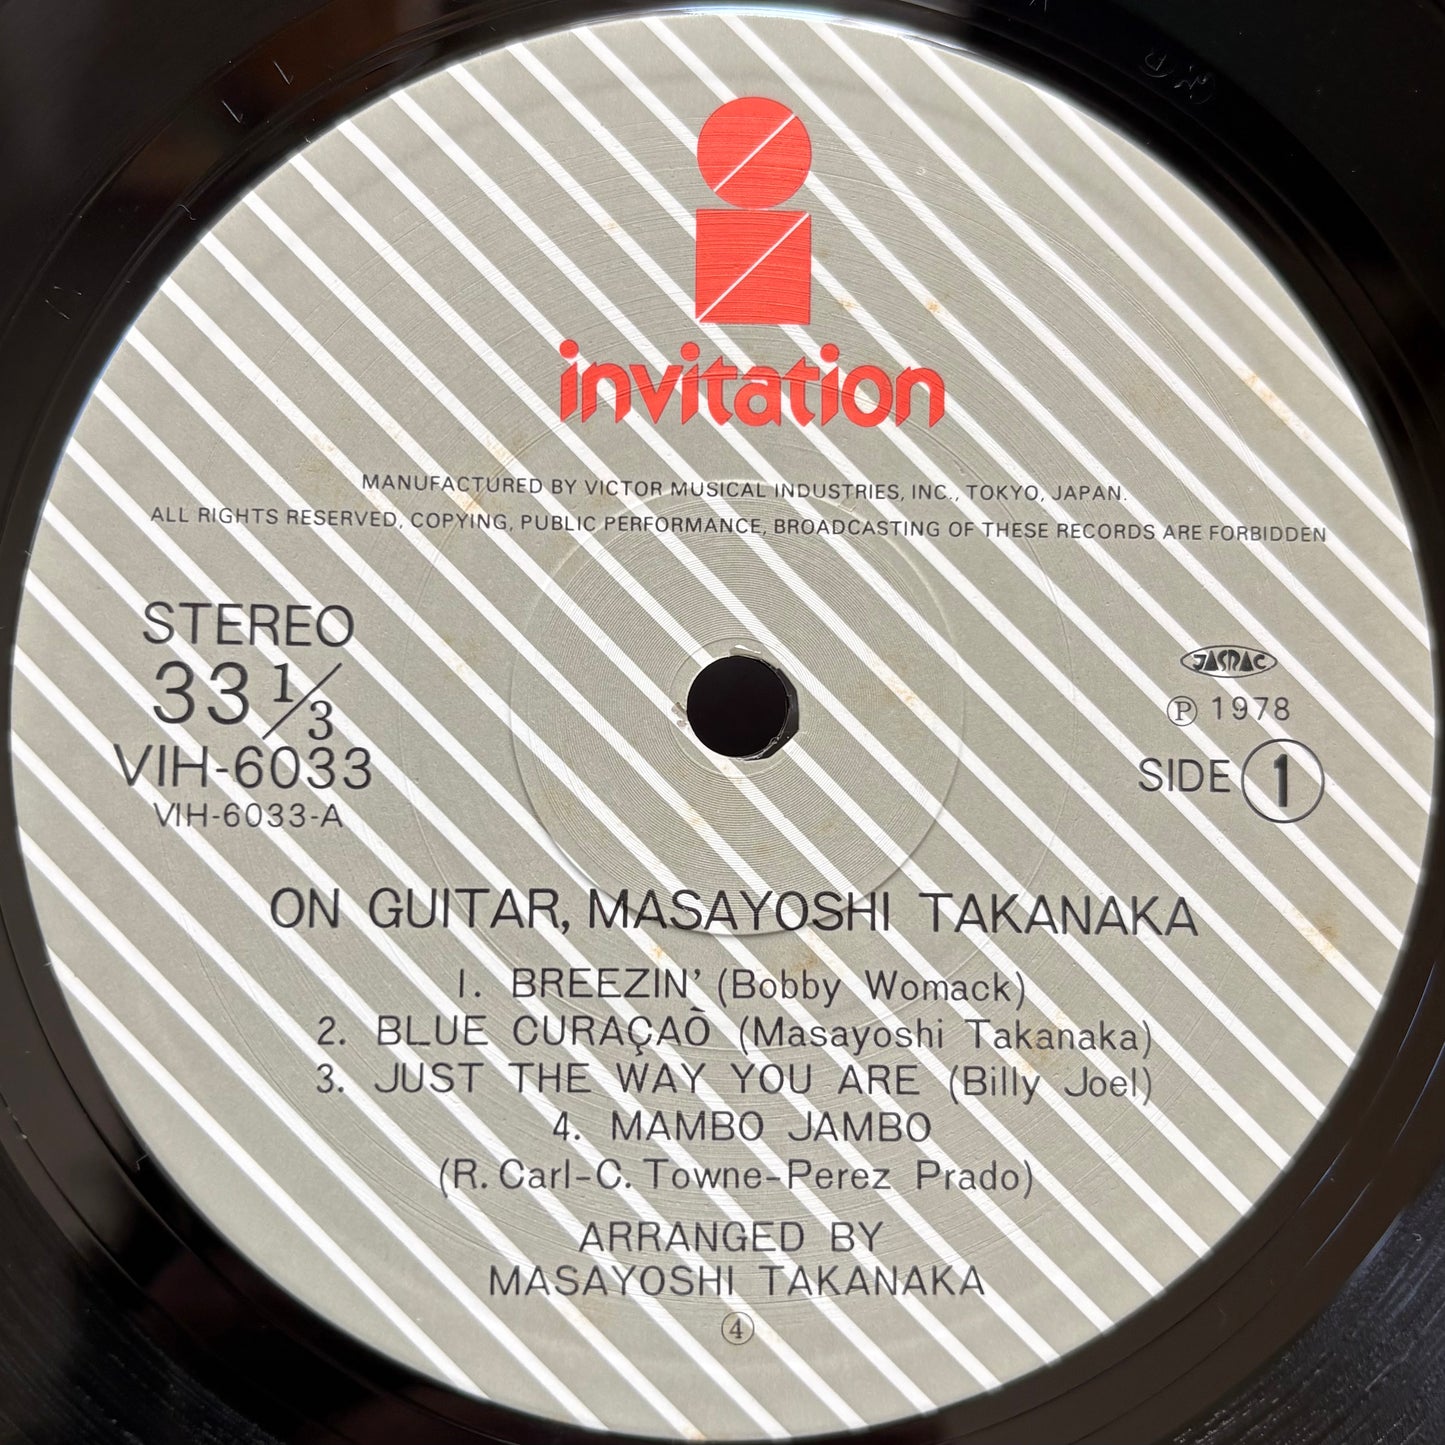 invitation
MANUFACTURED BY VICTOR MUSICAL INDUSTRIES, INC., TOKYO, JAPAN.
ALL RIGHTS RESERVED, COPYING, PUBLIC PERFORMANCE, BROADCASTING OF THESE RECORDS ARE FORBIDDEN
STEREO
33 1/3
VIH-6033
VIH-6033-A
JASRAC
Ⓟ 1978
SIDE 1
ON GUITAR, MASAYOSHI TAKANAKA
1. BREEZIN' (Bobby Womack)
2. BLUE CURAÇAÒ (Masayoshi Takanaka)
3. JUST THE WAY YOU ARE (Billy Joel)
4. MAMBO JAMBO
(R. Carl-C. Towne-Perez Prado)
ARRANGED BY
MASAYOSHI TAKANAKA
④